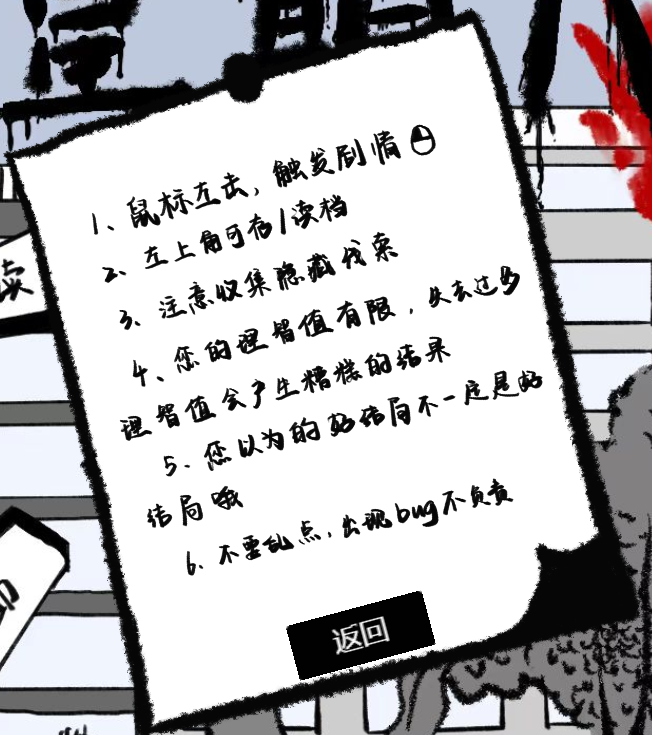 1、鼠标左击，触发剧情
2、左上角可存/读档
3、注意收集隐藏线索
4、您的理智值有限，失去过多
理智值会产生糟糕的结果
5、您以为的好结局不一定是好
结局哦
6、不要乱点，出现bug不负责
返回
读